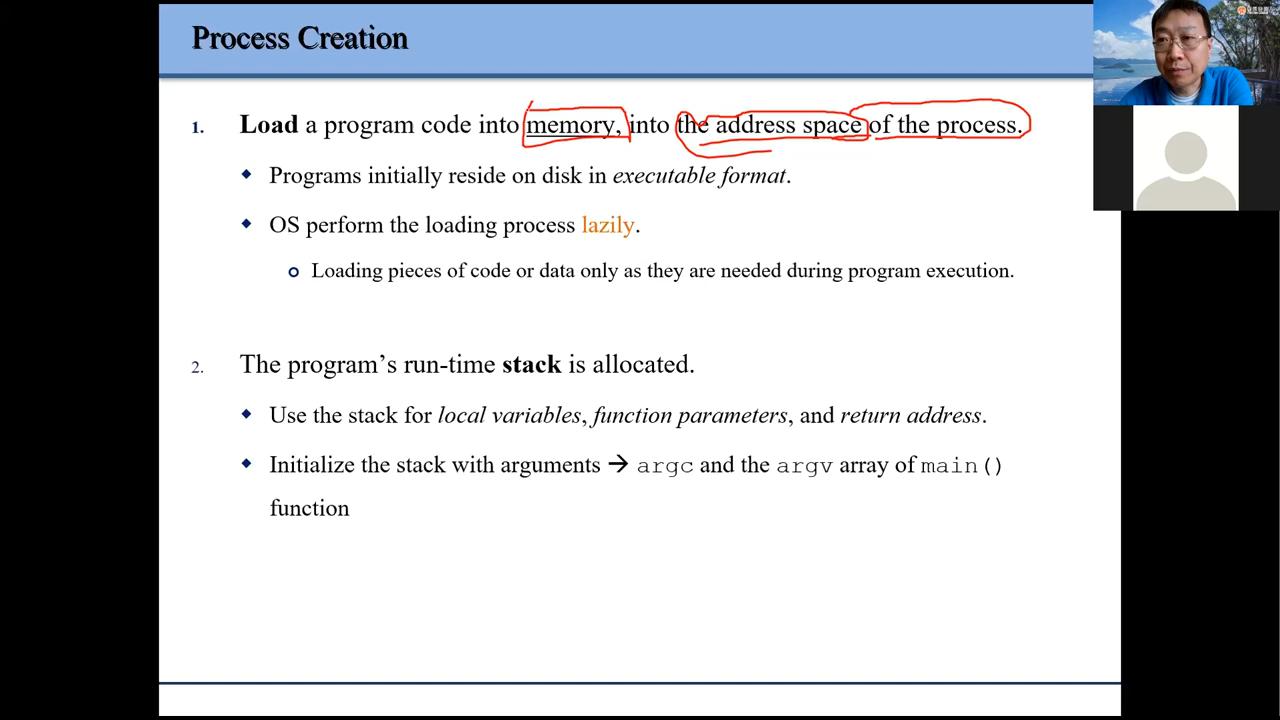 Process Creation
1. Load a program code into memory, into the address space of the process.
◆ Programs initially reside on disk in executable format.
◆ OS perform the loading process lazily.
○ Loading pieces of code or data only as they are needed during program execution.
2. The program’s run-time stack is allocated.
◆ Use the stack for local variables, function parameters, and return address.
◆ Initialize the stack with arguments → argc and the argv array of main()
function